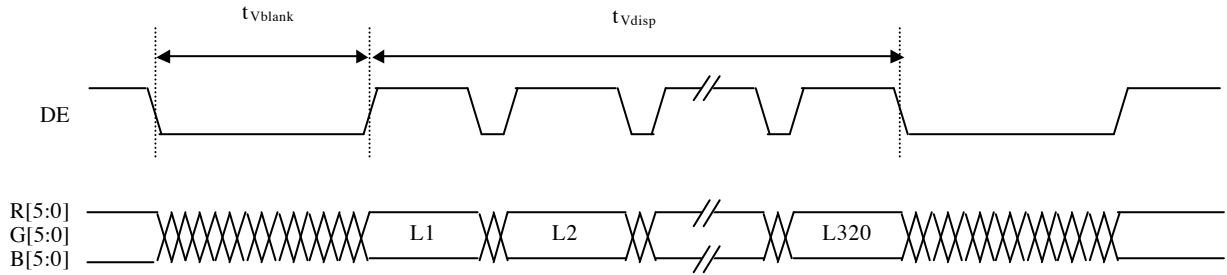 tVblank tVdisp
DE
R[5:0]
G[5:0] L1 L2 L320
B[5:0]